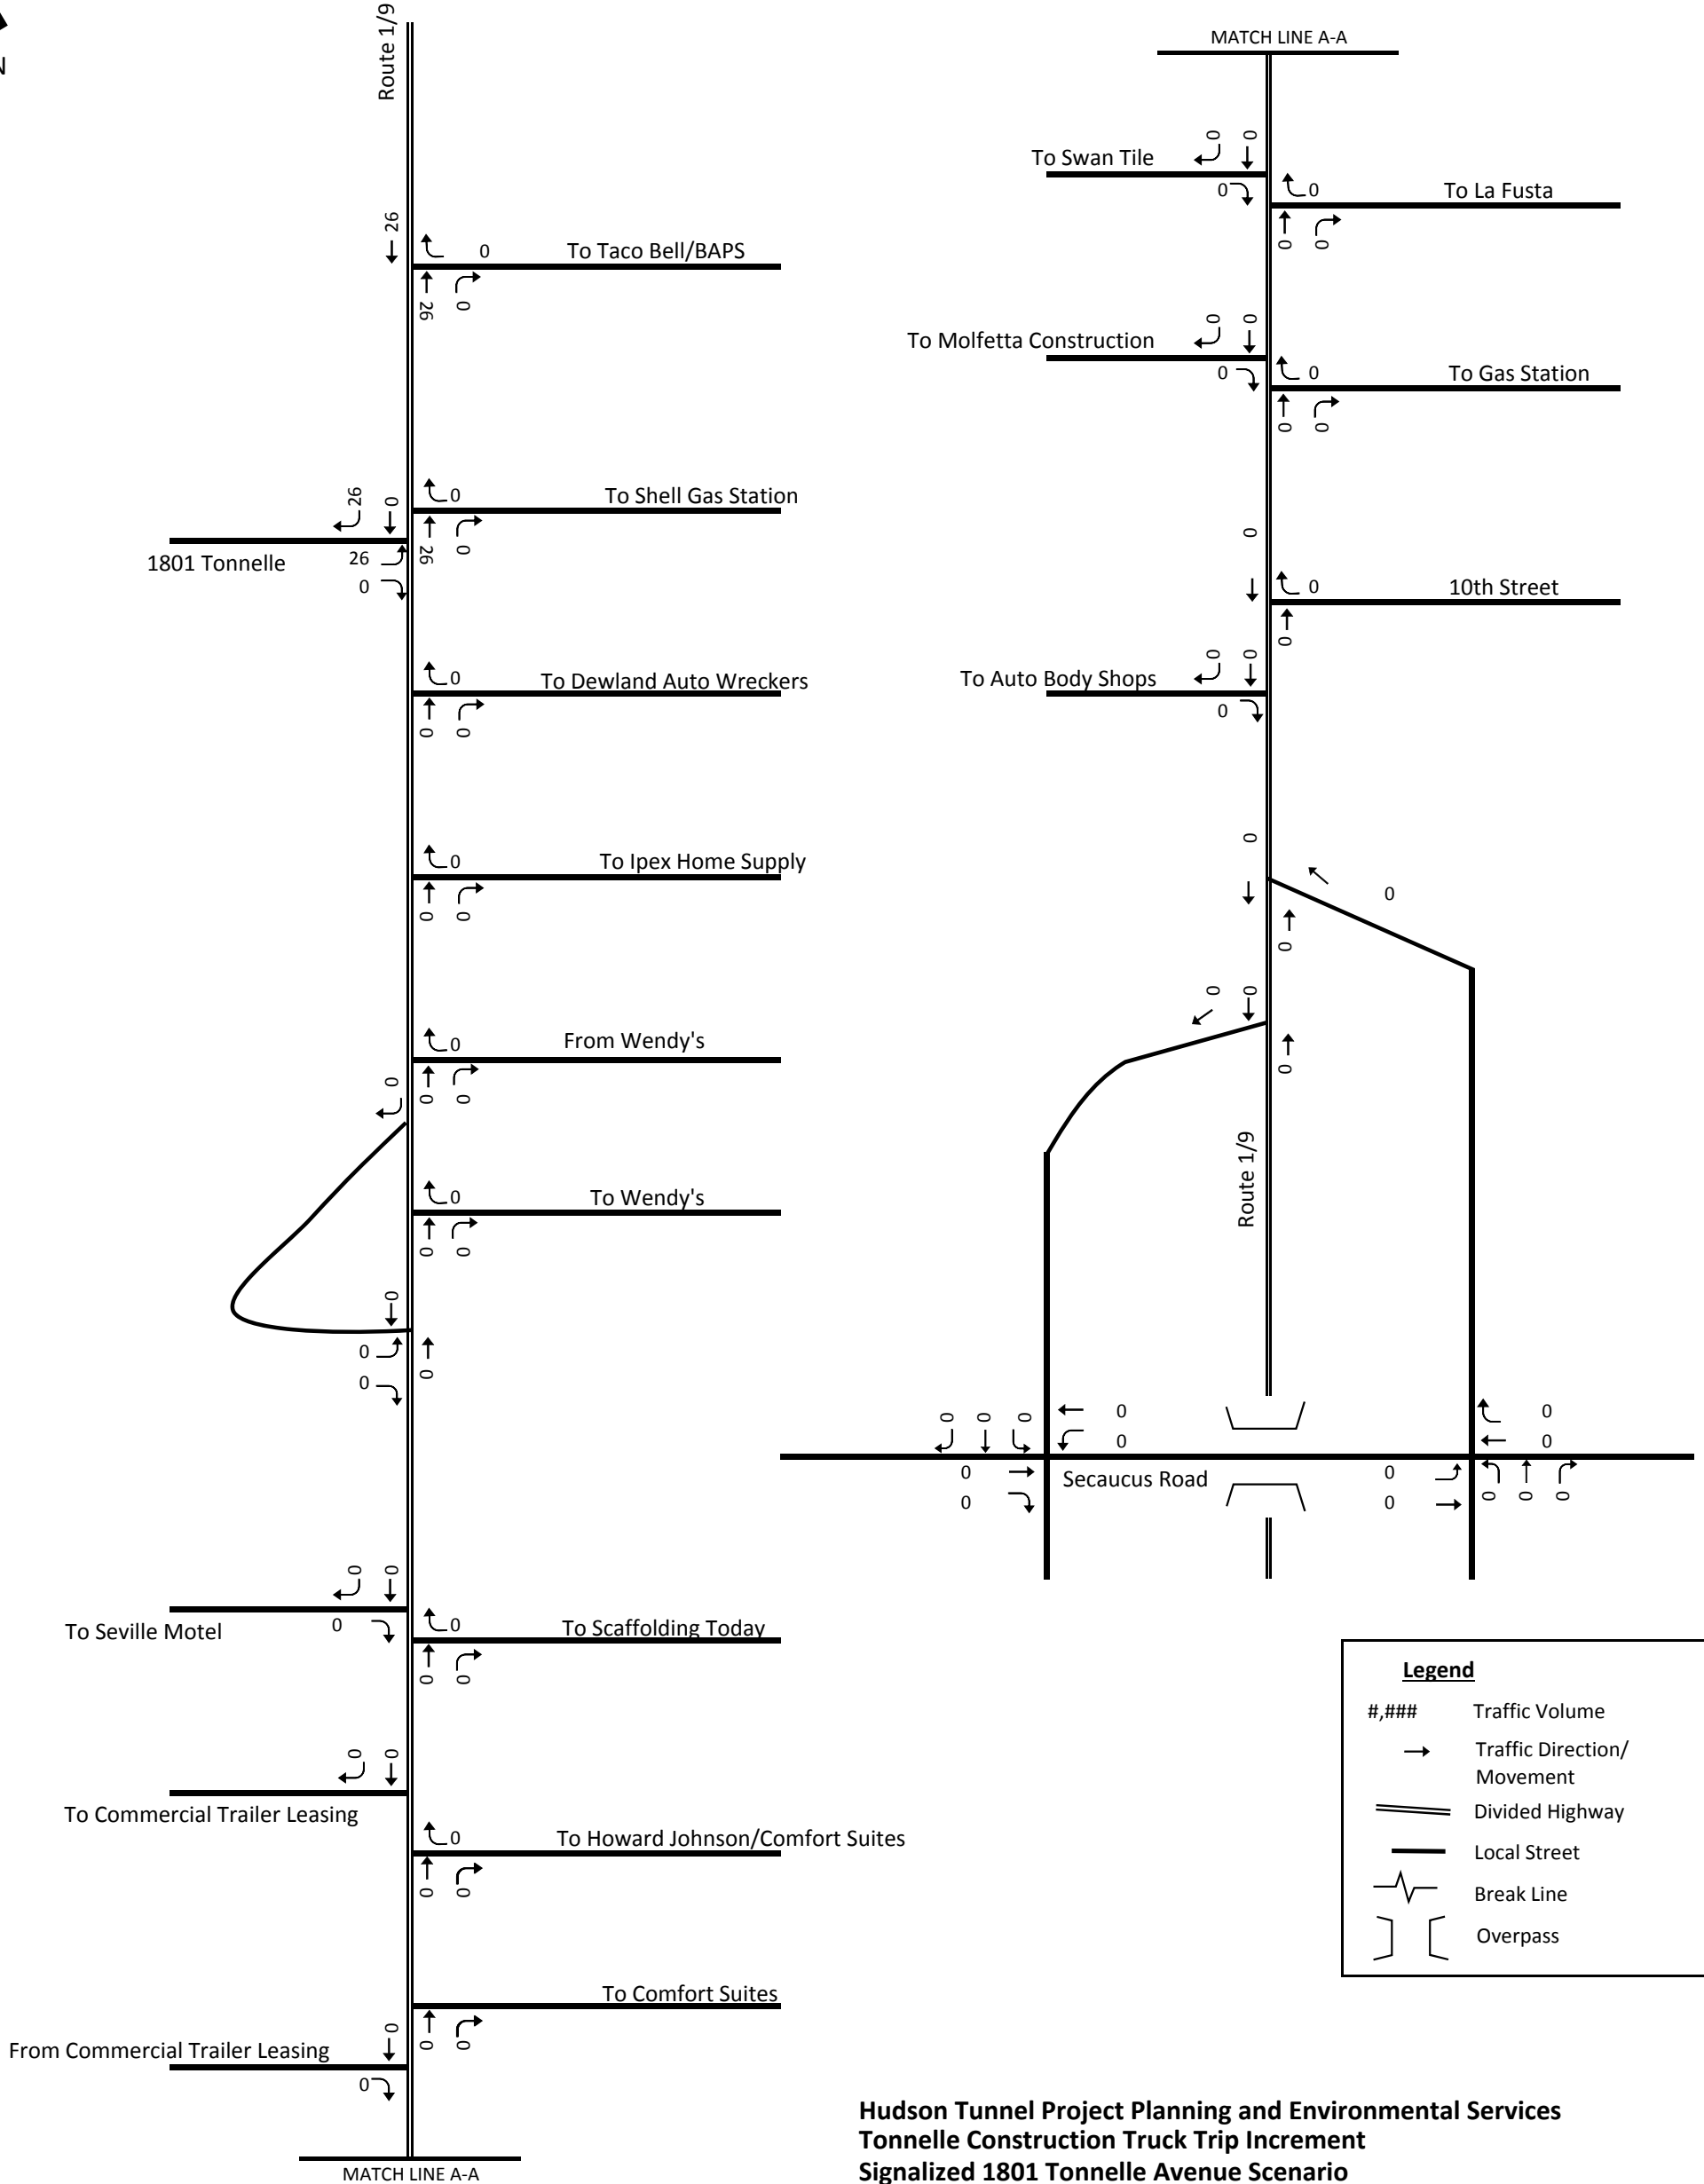 N
Route 1/9
26
0
To Taco Bell/BAPS
26
0
26
0
0
To Shell Gas Station
1801 Tonnelle
26
0
26
0
0
To Dewland Auto Wreckers
0
0
0
To Ipex Home Supply
0
0
0
From Wendy's
0
0
0
0
To Wendy's
0
0
0
0
0
0
0
0
To Seville Motel
0
0
To Scaffolding Today
0
0
0
0
To Commercial Trailer Leasing
0
To Howard Johnson/Comfort Suites
0
0
To Comfort Suites
0
0
0
From Commercial Trailer Leasing
0
MATCH LINE A-A
MATCH LINE A-A
0
0
To Swan Tile
0
0
To La Fusta
0
0
0
0
To Molfetta Construction
0
0
To Gas Station
0
0
0
0
10th Street
0
0
0
To Auto Body Shops
0
0
0
0
0
0
0
Route 1/9
0
0
0
0
0
0
0
Secaucus Road
0
0
0
0
0
0
0
0
0
Legend
#,### Traffic Volume
Traffic Direction/
Movement
Divided Highway
Local Street
Break Line
Overpass
Hudson Tunnel Project Planning and Environmental Services
Tonnelle Construction Truck Trip Increment
Signalized 1801 Tonnelle Avenue Scenario